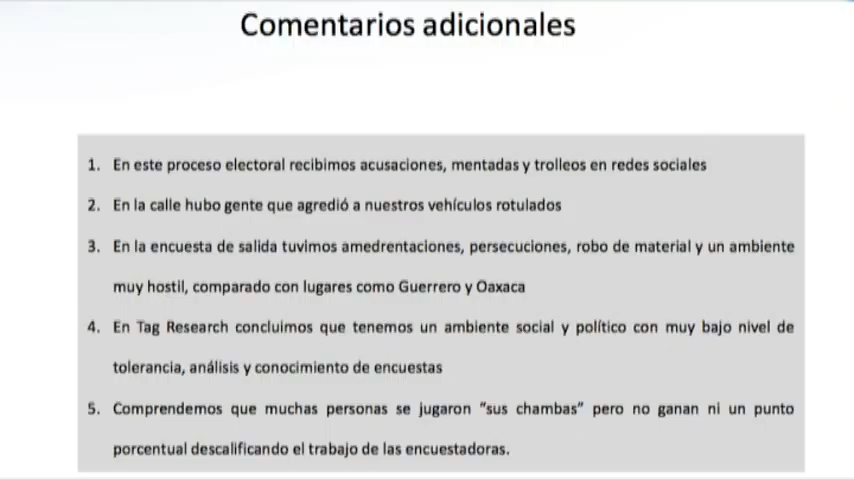 Comentarios adicionales
1. En este proceso electoral recibimos acusaciones, mentadas y trolleos en redes sociales
2. En la calle hubo gente que agredió a nuestros vehículos rotulados
3. En la encuesta de salida tuvimos amedrentaciones, persecuciones, robo de material y un ambiente
muy hostil, comparado con lugares como Guerrero y Oaxaca
4. En Tag Research concluimos que tenemos un ambiente social y político con muy bajo nivel de
tolerancia, análisis y conocimiento de encuestas
5. Comprendemos que muchas personas se jugaron "sus chambas" pero no ganan ni un punto
porcentual descalificando el trabajo de las encuestadoras.